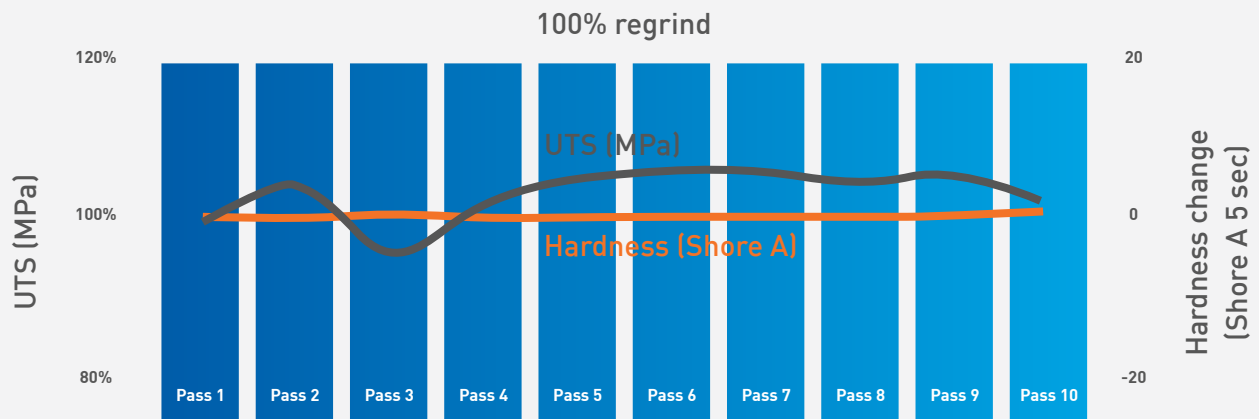 100% regrind
120%
20
UTS (MPa)
UTS (MPa)
100%
0
Hardness (Shore A)
Hardness change
(Shore A 5 sec)
80%
-20
Pass 1
Pass 2
Pass 3
Pass 4
Pass 5
Pass 6
Pass 7
Pass 8
Pass 9
Pass 10